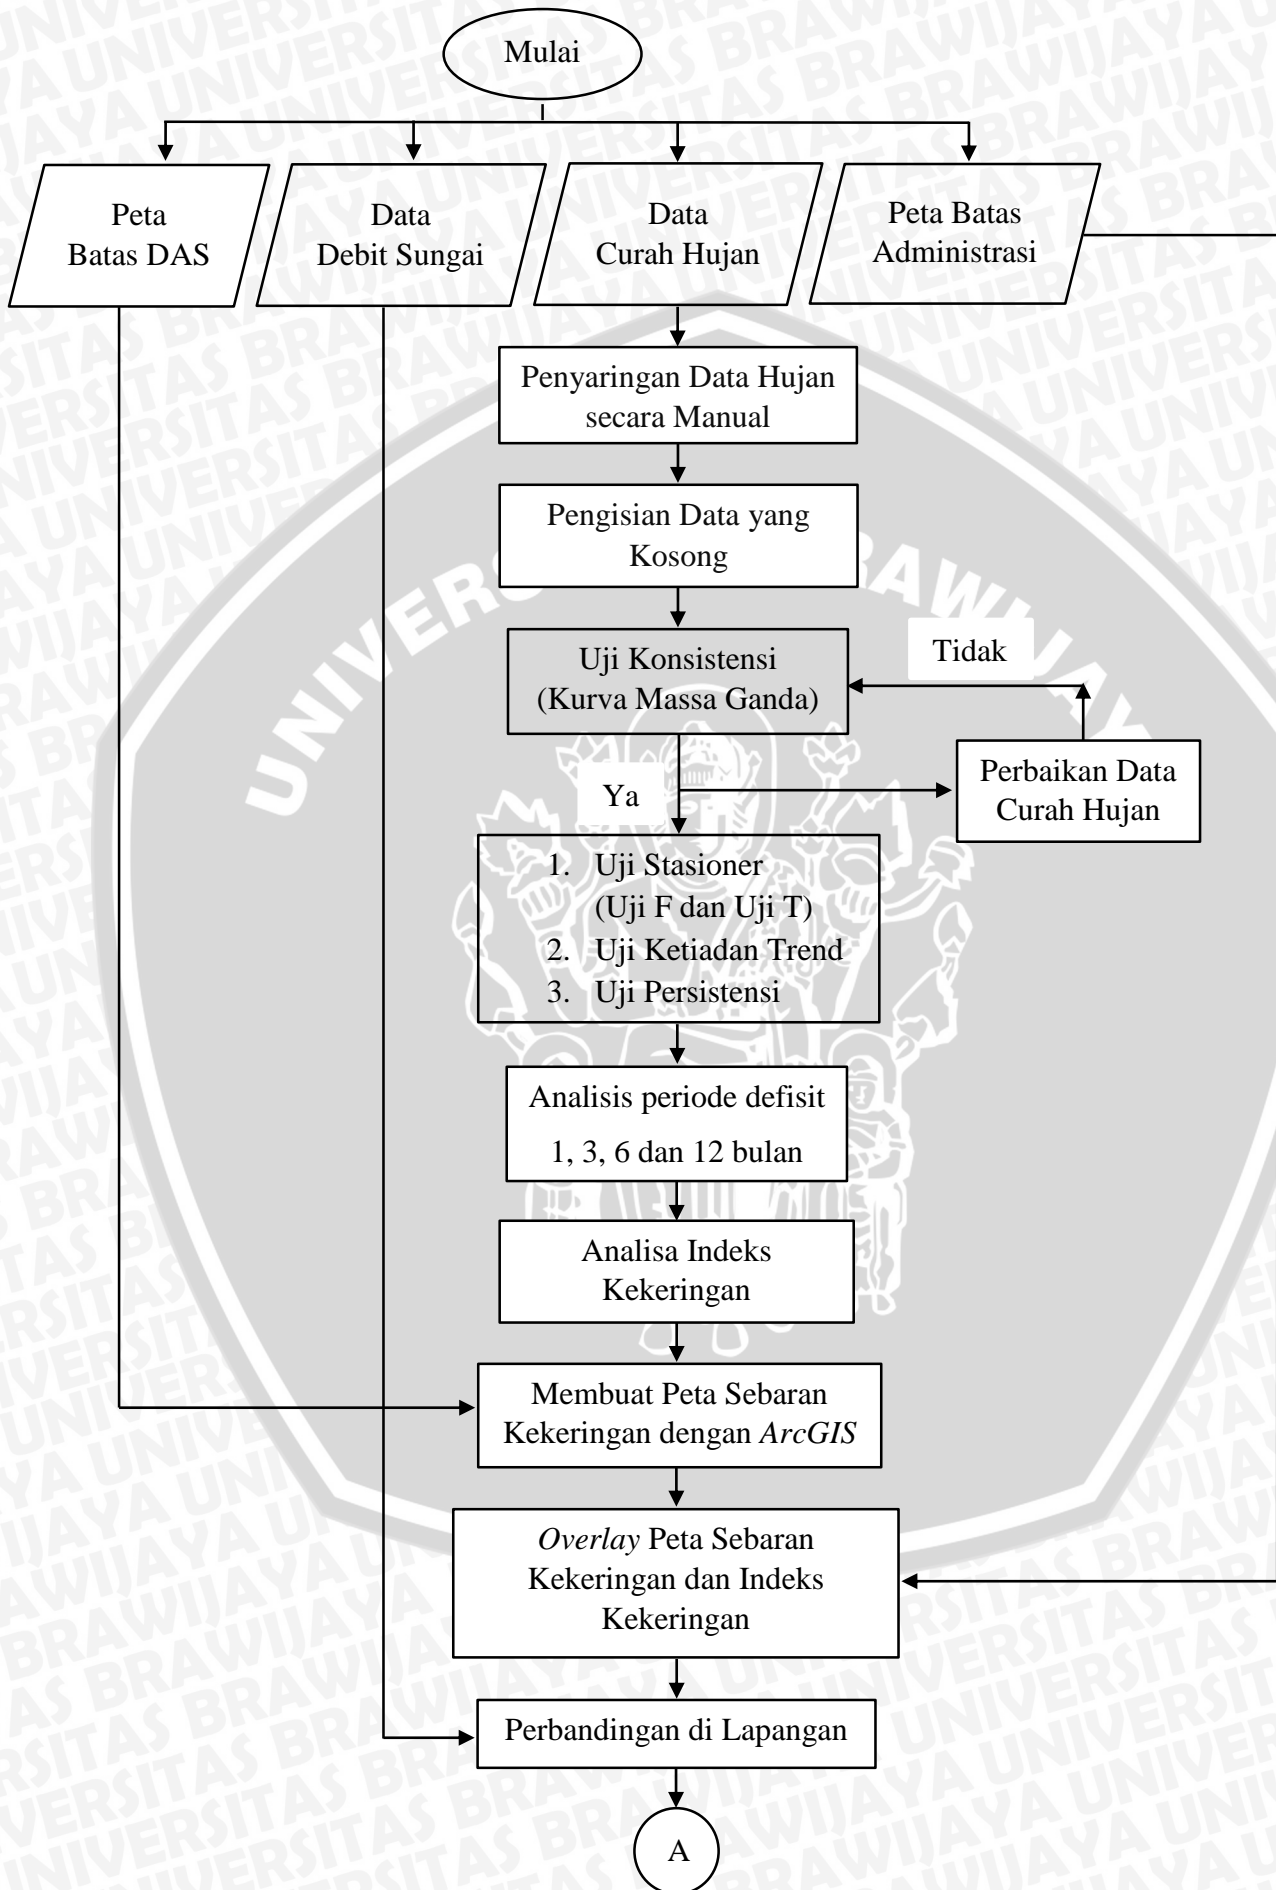 Mulai
Peta
Batas DAS
Data
Debit Sungai
Data
Curah Hujan
Peta Batas
Administrasi
Penyaringan Data Hujan
secara Manual
Pengisian Data yang
Kosong
Uji Konsistensi
(Kurva Massa Ganda)
Tidak
Perbaikan Data
Curah Hujan
Ya
1. Uji Stasioner
(Uji F dan Uji T)
2. Uji Ketiadan Trend
3. Uji Persistensi
Analisis periode defisit
1, 3, 6 dan 12 bulan
Analisa Indeks
Kekeringan
Membuat Peta Sebaran
Kekeringan dengan ArcGIS
Overlay Peta Sebaran
Kekeringan dan Indeks
Kekeringan
Perbandingan di Lapangan
A